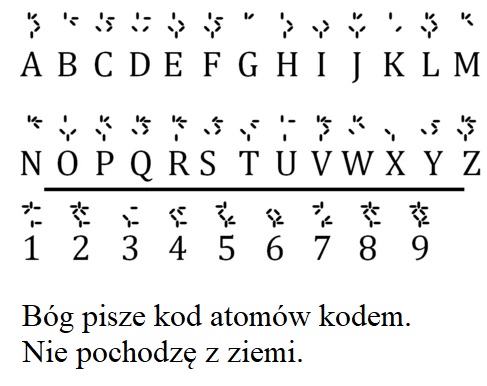 A B C D E F G H I J K L M
N O P Q R S T U V W X Y Z
1 2 3 4 5 6 7 8 9
Bóg pisze kod atomów kodem.
Nie pochodzę z ziemi.